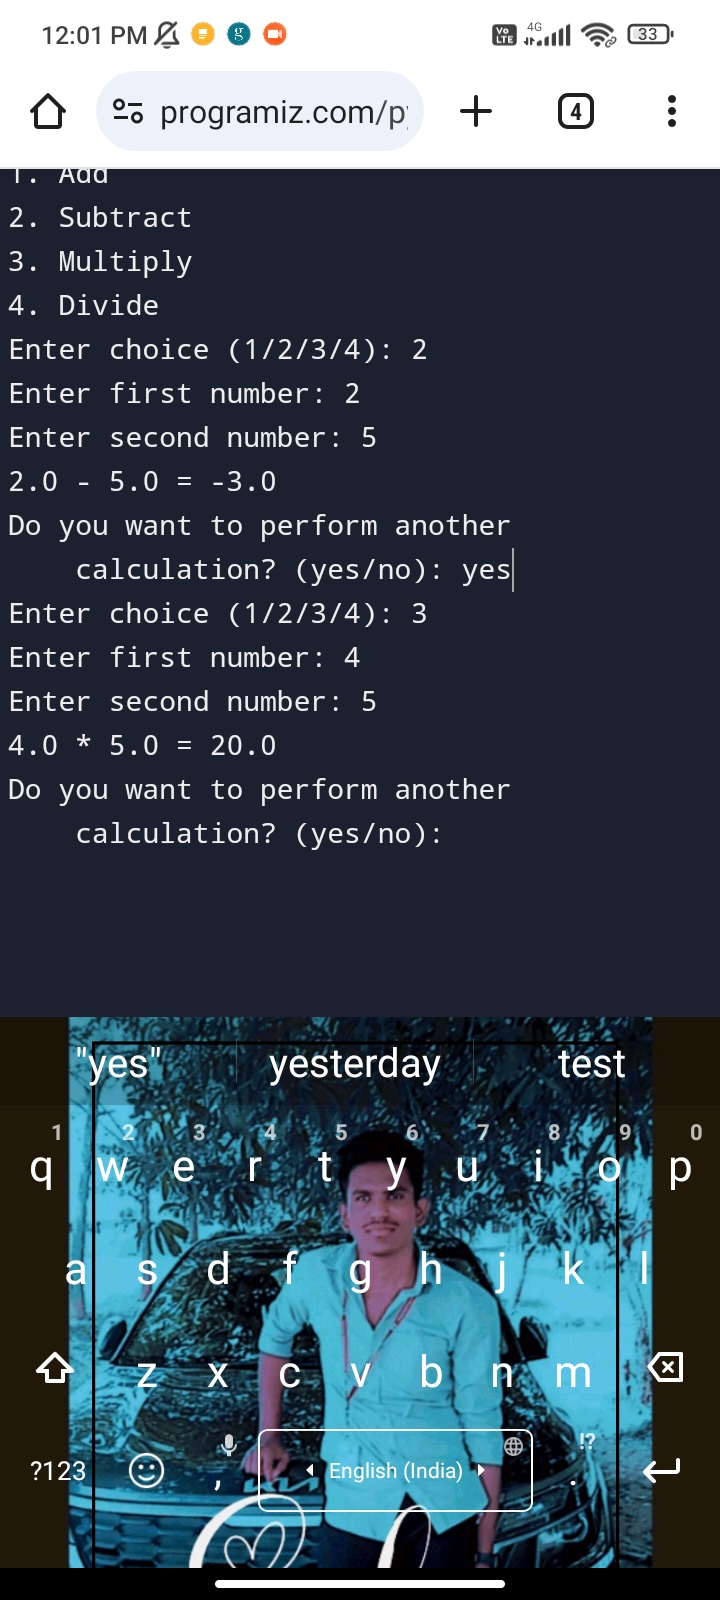 12:01 PM
Vo LTE 4G 33
programiz.com/p
4
1. Add
2. Subtract
3. Multiply
4. Divide
Enter choice (1/2/3/4): 2
Enter first number: 2
Enter second number: 5
2.0 - 5.0 = -3.0
Do you want to perform another
calculation? (yes/no): yes
Enter choice (1/2/3/4): 3
Enter first number: 4
Enter second number: 5
4.0 * 5.0 = 20.0
Do you want to perform another
calculation? (yes/no):
"yes" yesterday test
1 2 3 4 5 6 7 8 9 0
q w e r t y u i o p
a s d f g h j k l
z x c v b n m
!?
?123 , English (India) .